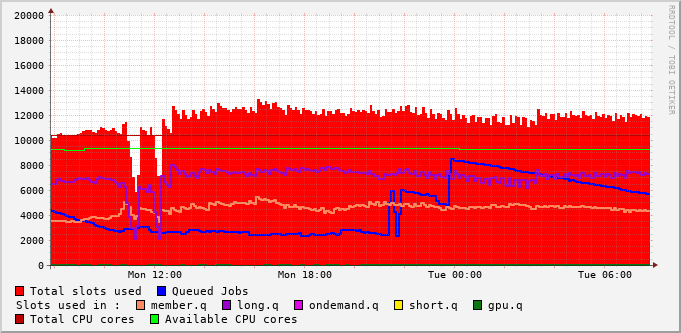 20000
18000
16000
14000
12000
10000
8000
6000
4000
2000
0
Mon 12:00 Mon 18:00 Tue 00:00 Tue 06:00
RRDTOOL / TOBI OETIKER
Total slots used Queued Jobs
Slots used in : member.q long.q ondemand.q short.q gpu.q
Total CPU cores Available CPU cores